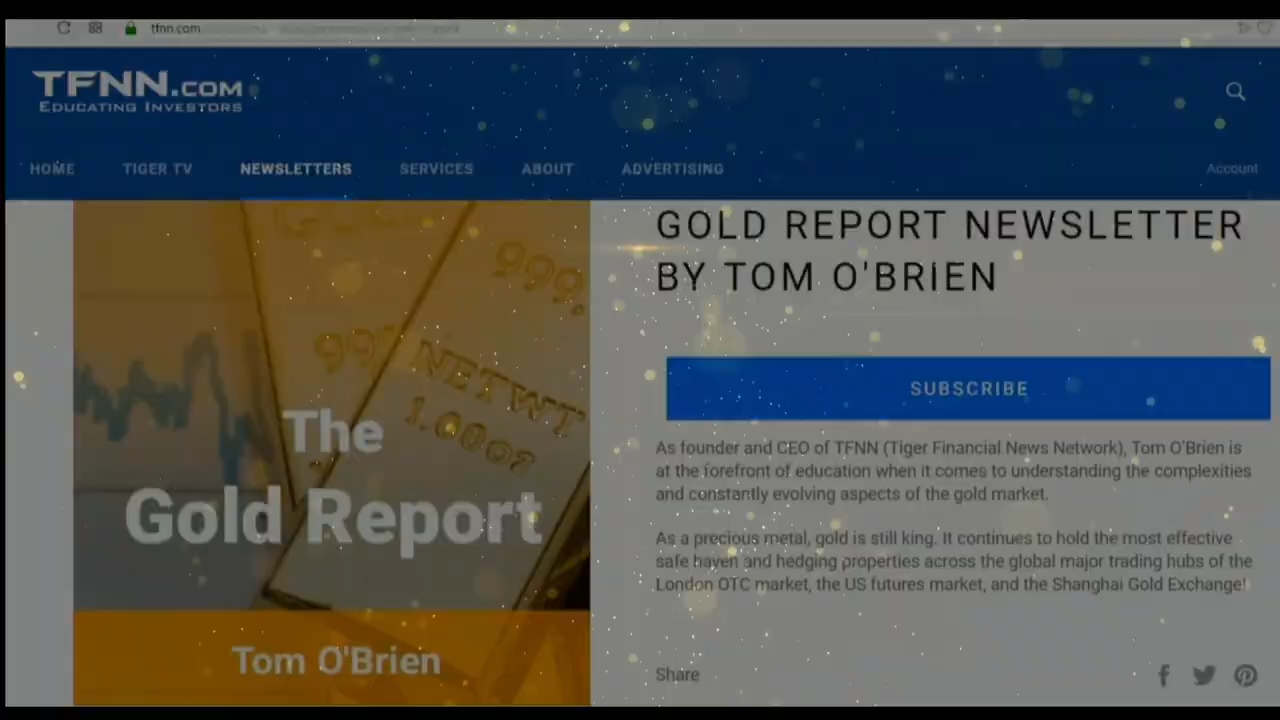 tfnn.com
TFNN.COM
EDUCATING INVESTORS
HOME
TIGER TV
NEWSLETTERS
SERVICES
ABOUT
ADVERTISING
Account
999.
999
NETWT
1.00oz
The
Gold Report
Tom O'Brien
GOLD REPORT NEWSLETTER
BY TOM O'BRIEN
SUBSCRIBE
As founder and CEO of TFNN (Tiger Financial News Network), Tom O'Brien is
at the forefront of education when it comes to understanding the complexities
and constantly evolving aspects of the gold market.
As a precious metal, gold is still king. It continues to hold the most effective
safe haven and hedging properties across the global major trading hubs of the
London OTC market, the US futures market, and the Shanghai Gold Exchange!
Share